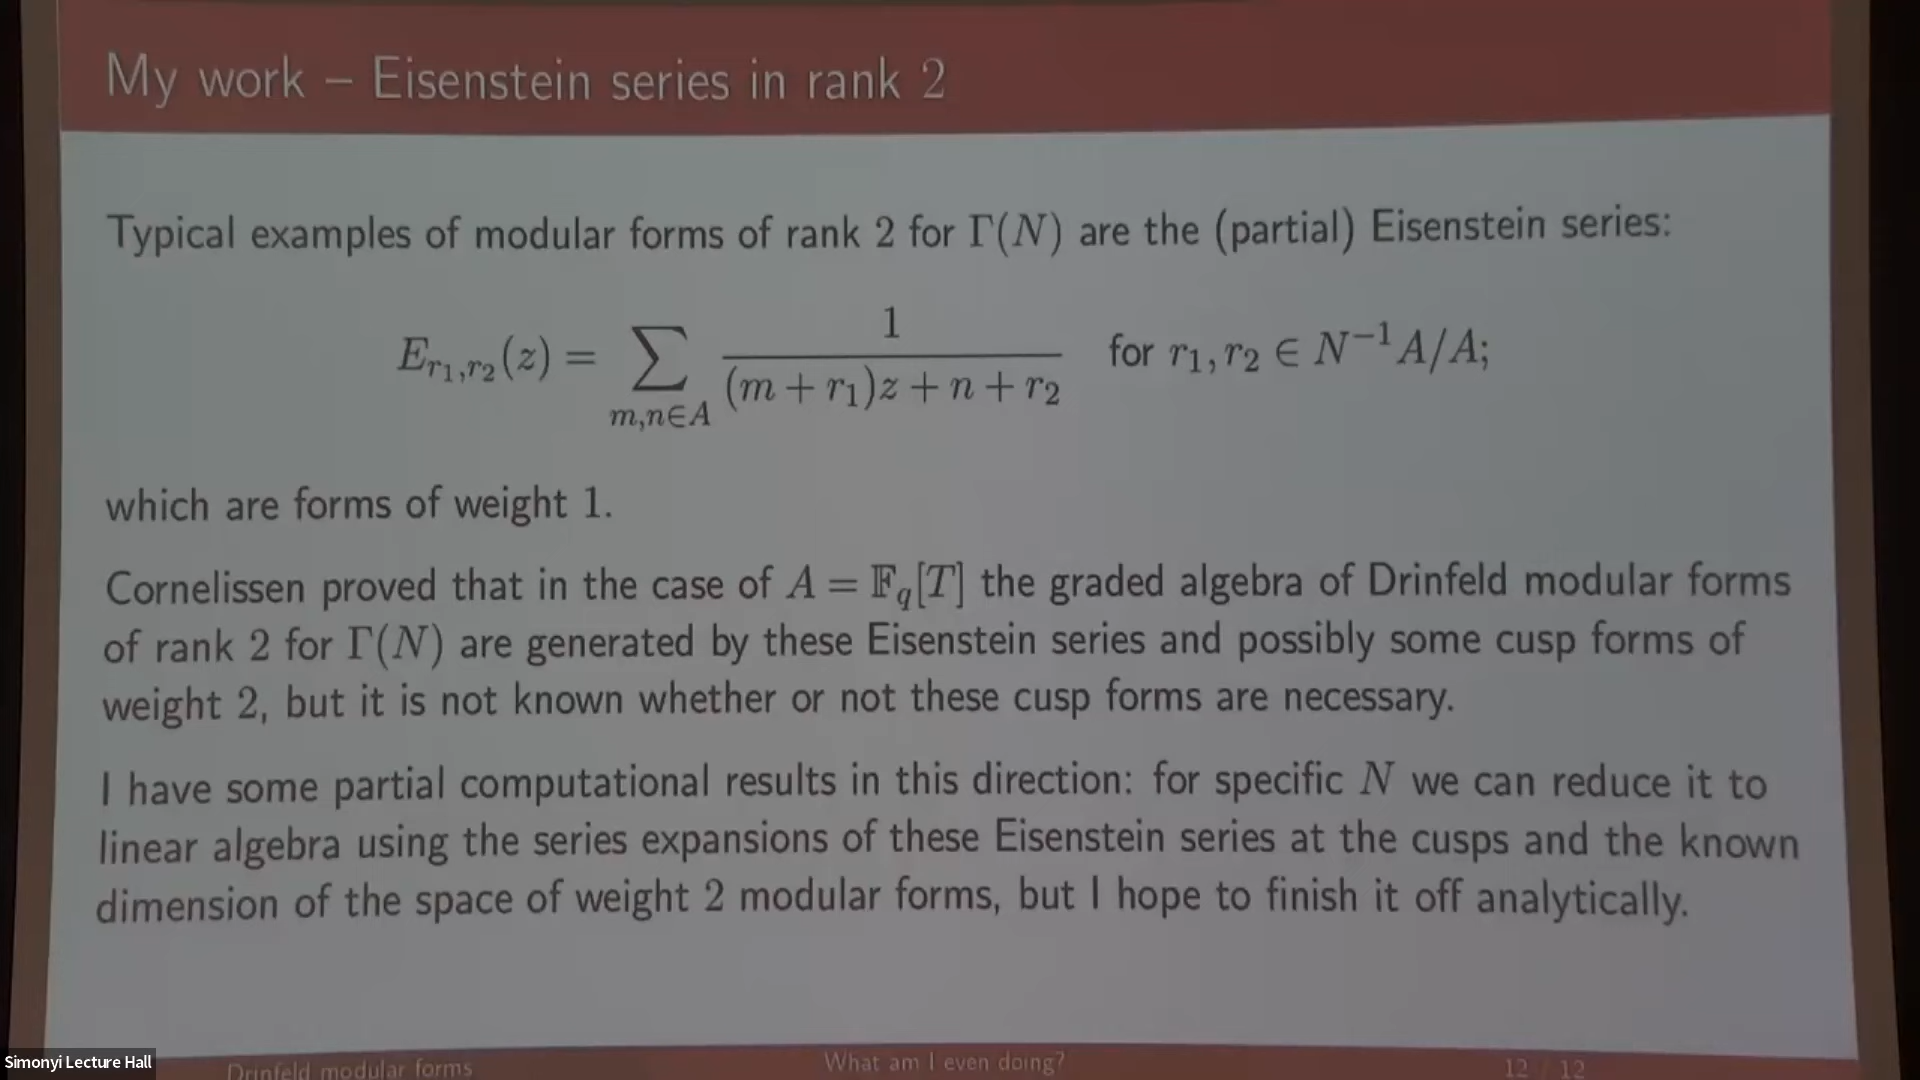 My work – Eisenstein series in rank 2
Typical examples of modular forms of rank 2 for Γ(N) are the (partial) Eisenstein series:
E_{r_1,r_2}(z) = \sum_{m,n∈A} \frac{1}{(m + r_1)z + n + r_2} for r_1, r_2 ∈ N^{-1}A/A;
which are forms of weight 1.
Cornelissen proved that in the case of A = 𝔽_q[T] the graded algebra of Drinfeld modular forms
of rank 2 for Γ(N) are generated by these Eisenstein series and possibly some cusp forms of
weight 2, but it is not known whether or not these cusp forms are necessary.
I have some partial computational results in this direction: for specific N we can reduce it to
linear algebra using the series expansions of these Eisenstein series at the cusps and the known
dimension of the space of weight 2 modular forms, but I hope to finish it off analytically.
Drinfeld modular forms What am I even doing? 12 / 12
Simonyi Lecture Hall